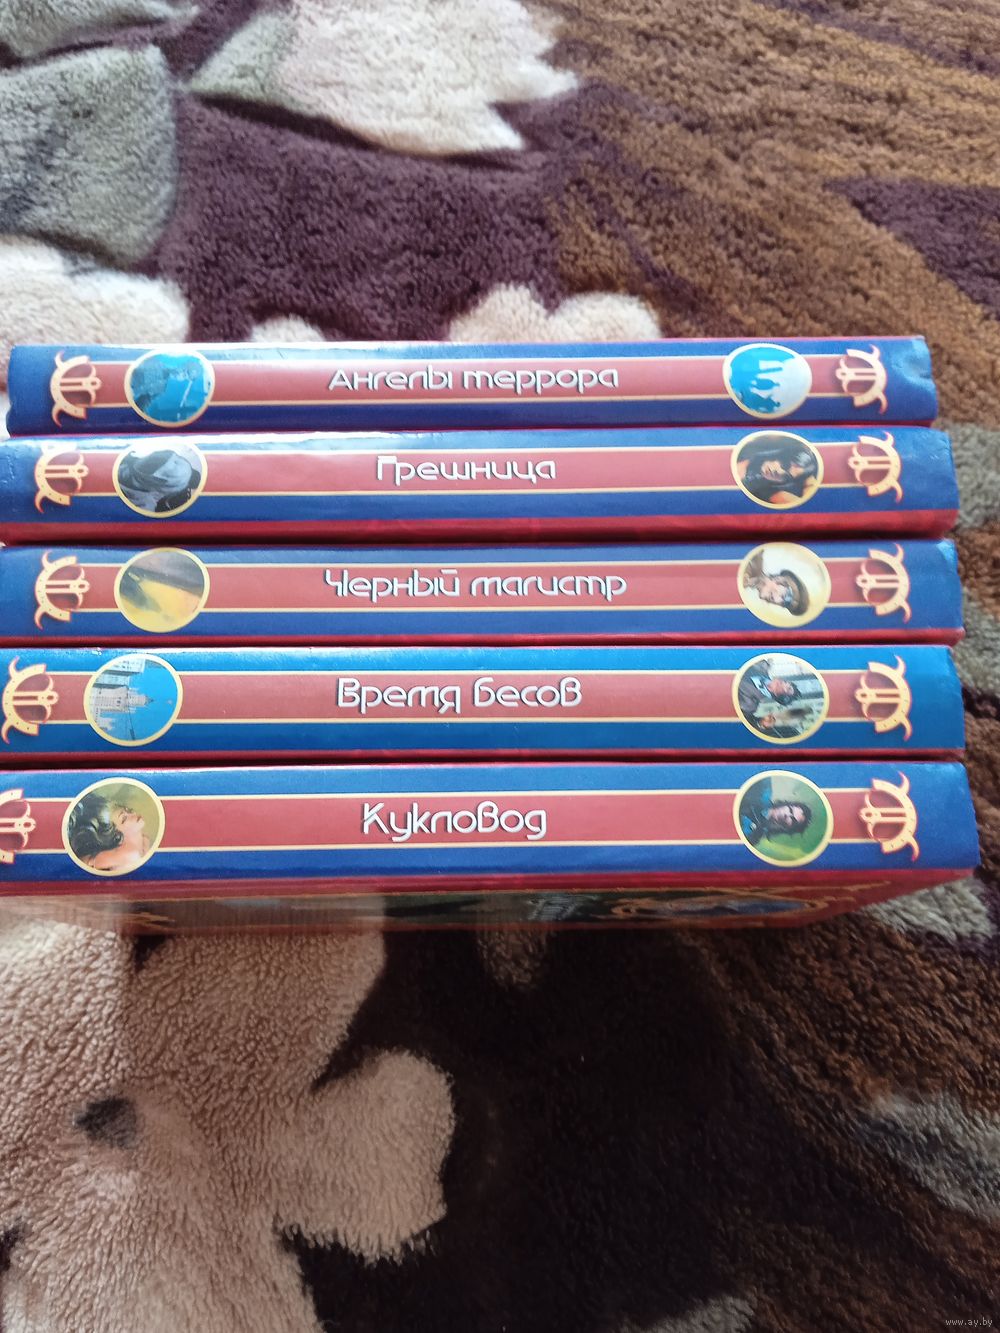 Ангелы террора
Грешница
Черный магистр
Время бесов
Кукловод
www.ay.by